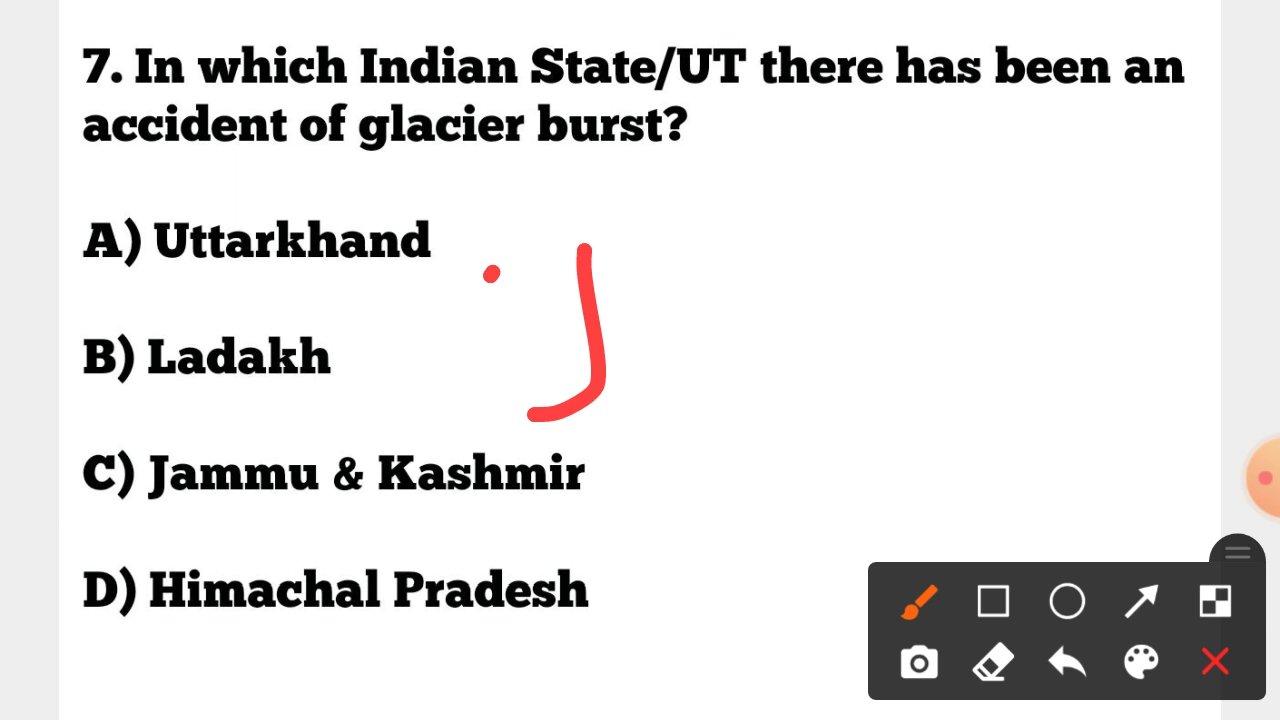 7. In which Indian State/UT there has been an
accident of glacier burst?
A) Uttarkhand
B) Ladakh
C) Jammu & Kashmir
D) Himachal Pradesh